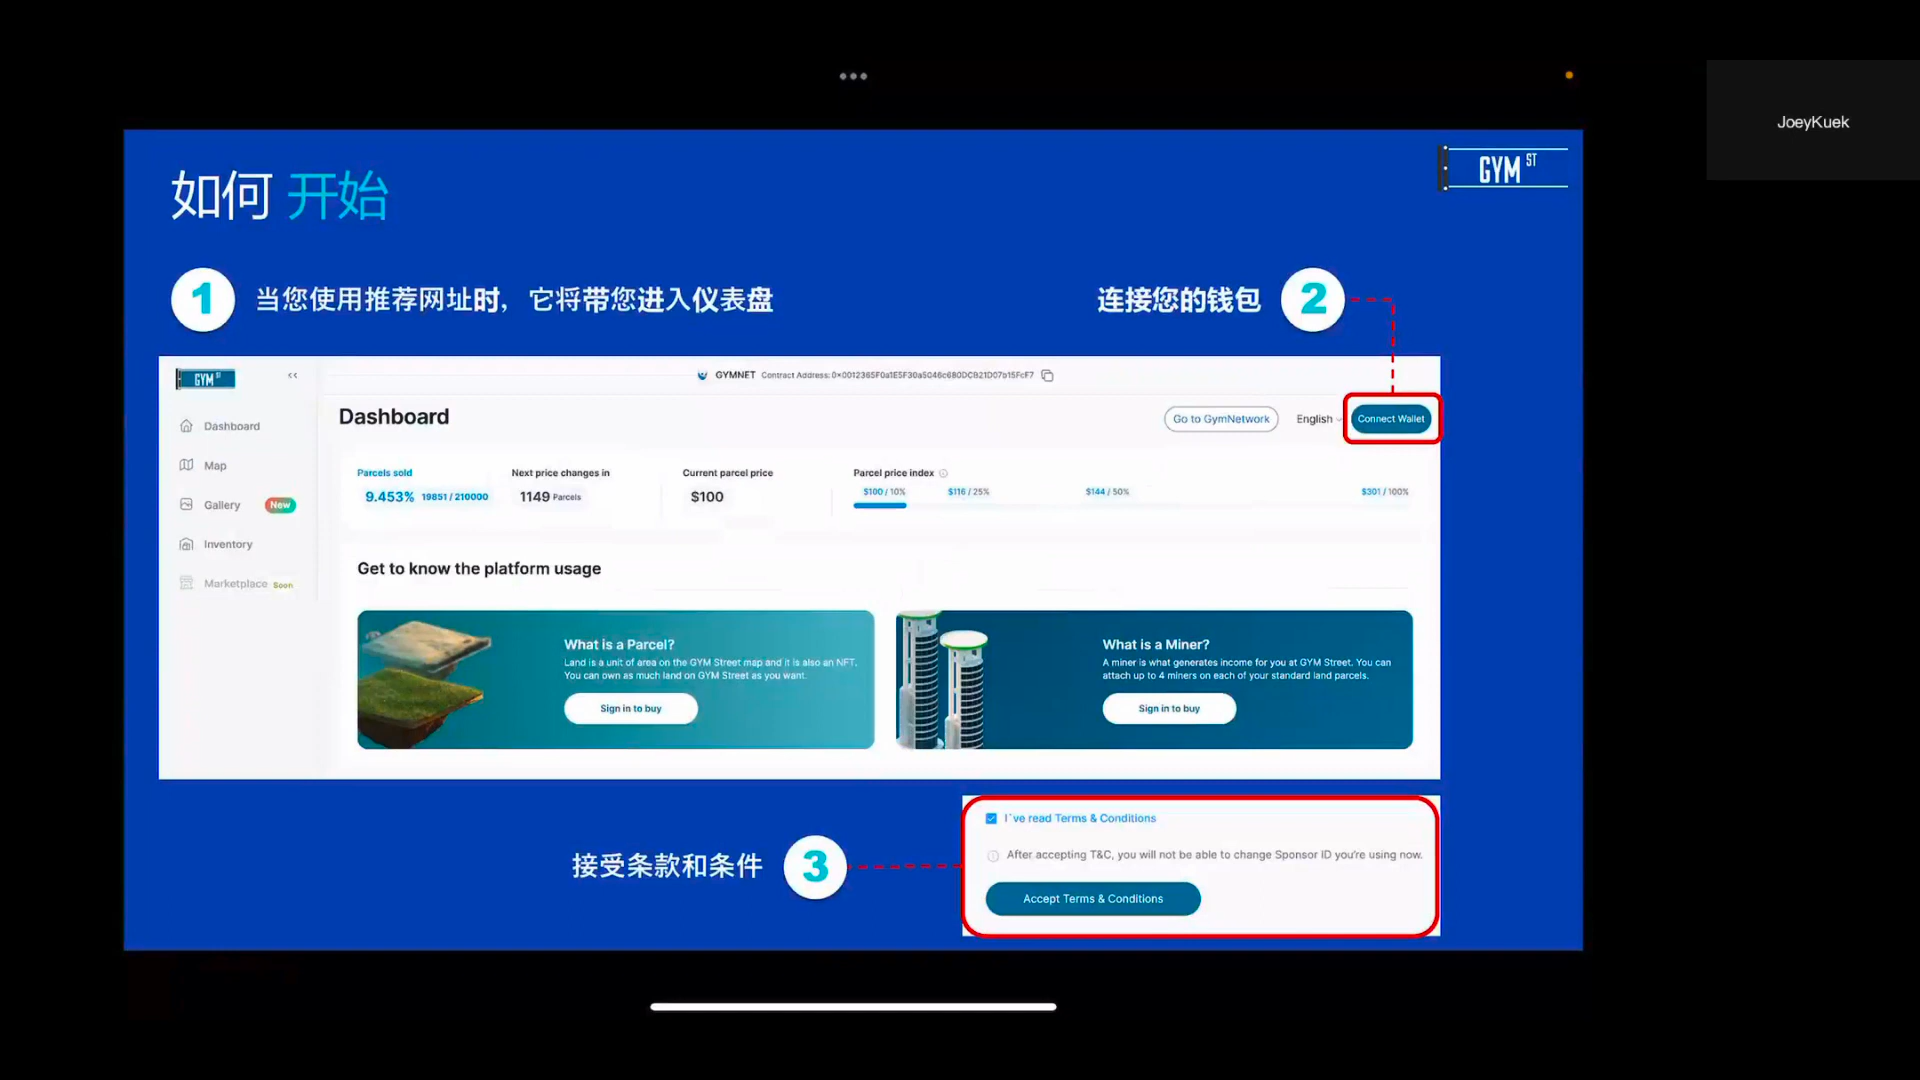 JoeyKuek
如何 开始
GYM ST
1 当您使用推荐网址时，它将带您进入仪表盘
连接您的钱包 2
GYM ST
<<
GYMNET Contract Address: 0x0012365F0a1E5F30a5046c680DCB21D07b15FcF7
Dashboard
Map
Gallery New
Inventory
Marketplace Soon
Dashboard
Go to GymNetwork
English
Connect Wallet
Parcels sold
9.453% 19851 / 210000
Next price changes in
1149 Parcels
Current parcel price
$100
Parcel price index
$100 / 10% $116 / 25% $144 / 50% $301 / 100%
Get to know the platform usage
What is a Parcel?
Land is a unit of area on the GYM Street map and it is also an NFT.
You can own as much land on GYM Street as you want.
Sign in to buy
What is a Miner?
A miner is what generates income for you at GYM Street. You can
attach up to 4 miners on each of your standard land parcels.
Sign in to buy
接受条款和条件 3
I've read Terms & Conditions
After accepting T&C, you will not be able to change Sponsor ID you're using now.
Accept Terms & Conditions